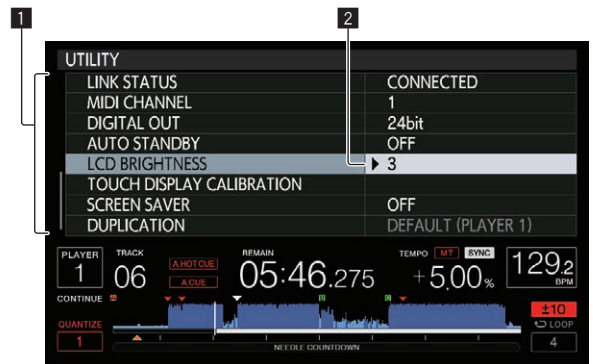 1 2
UTILITY
LINK STATUS CONNECTED
MIDI CHANNEL 1
DIGITAL OUT 24bit
AUTO STANDBY OFF
LCD BRIGHTNESS 3
TOUCH DISPLAY CALIBRATION
SCREEN SAVER OFF
DUPLICATION DEFAULT (PLAYER 1)
PLAYER TRACK REMAIN TEMPO MT SYNC
1 06 A.HOT CUE A.CUE 05:46.275 +5.00% 129.2 BPM
CONTINUE A B C ±10
LOOP
QUANTIZE
1 NEEDLE COUNTDOWN 4